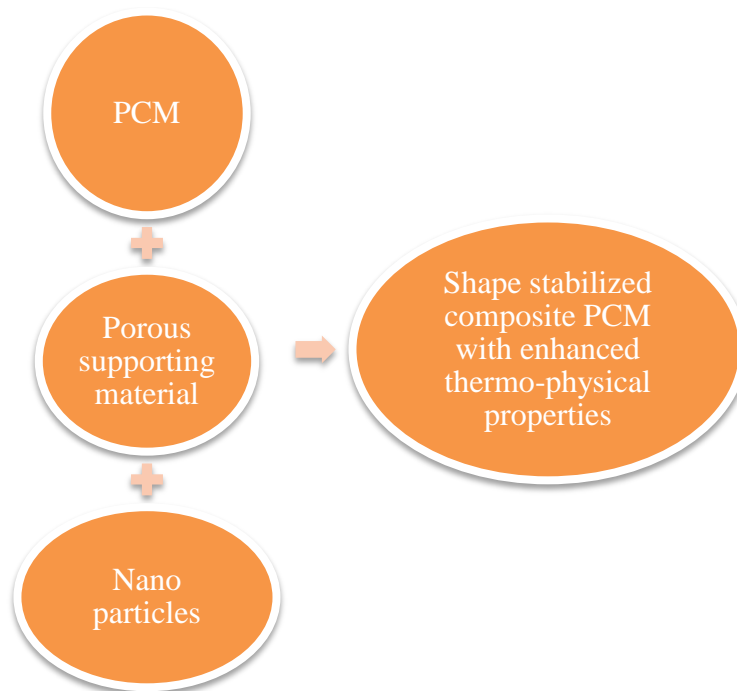 PCM
Porous
supporting
material
Nano
particles
Shape stabilized
composite PCM
with enhanced
thermo-physical
properties